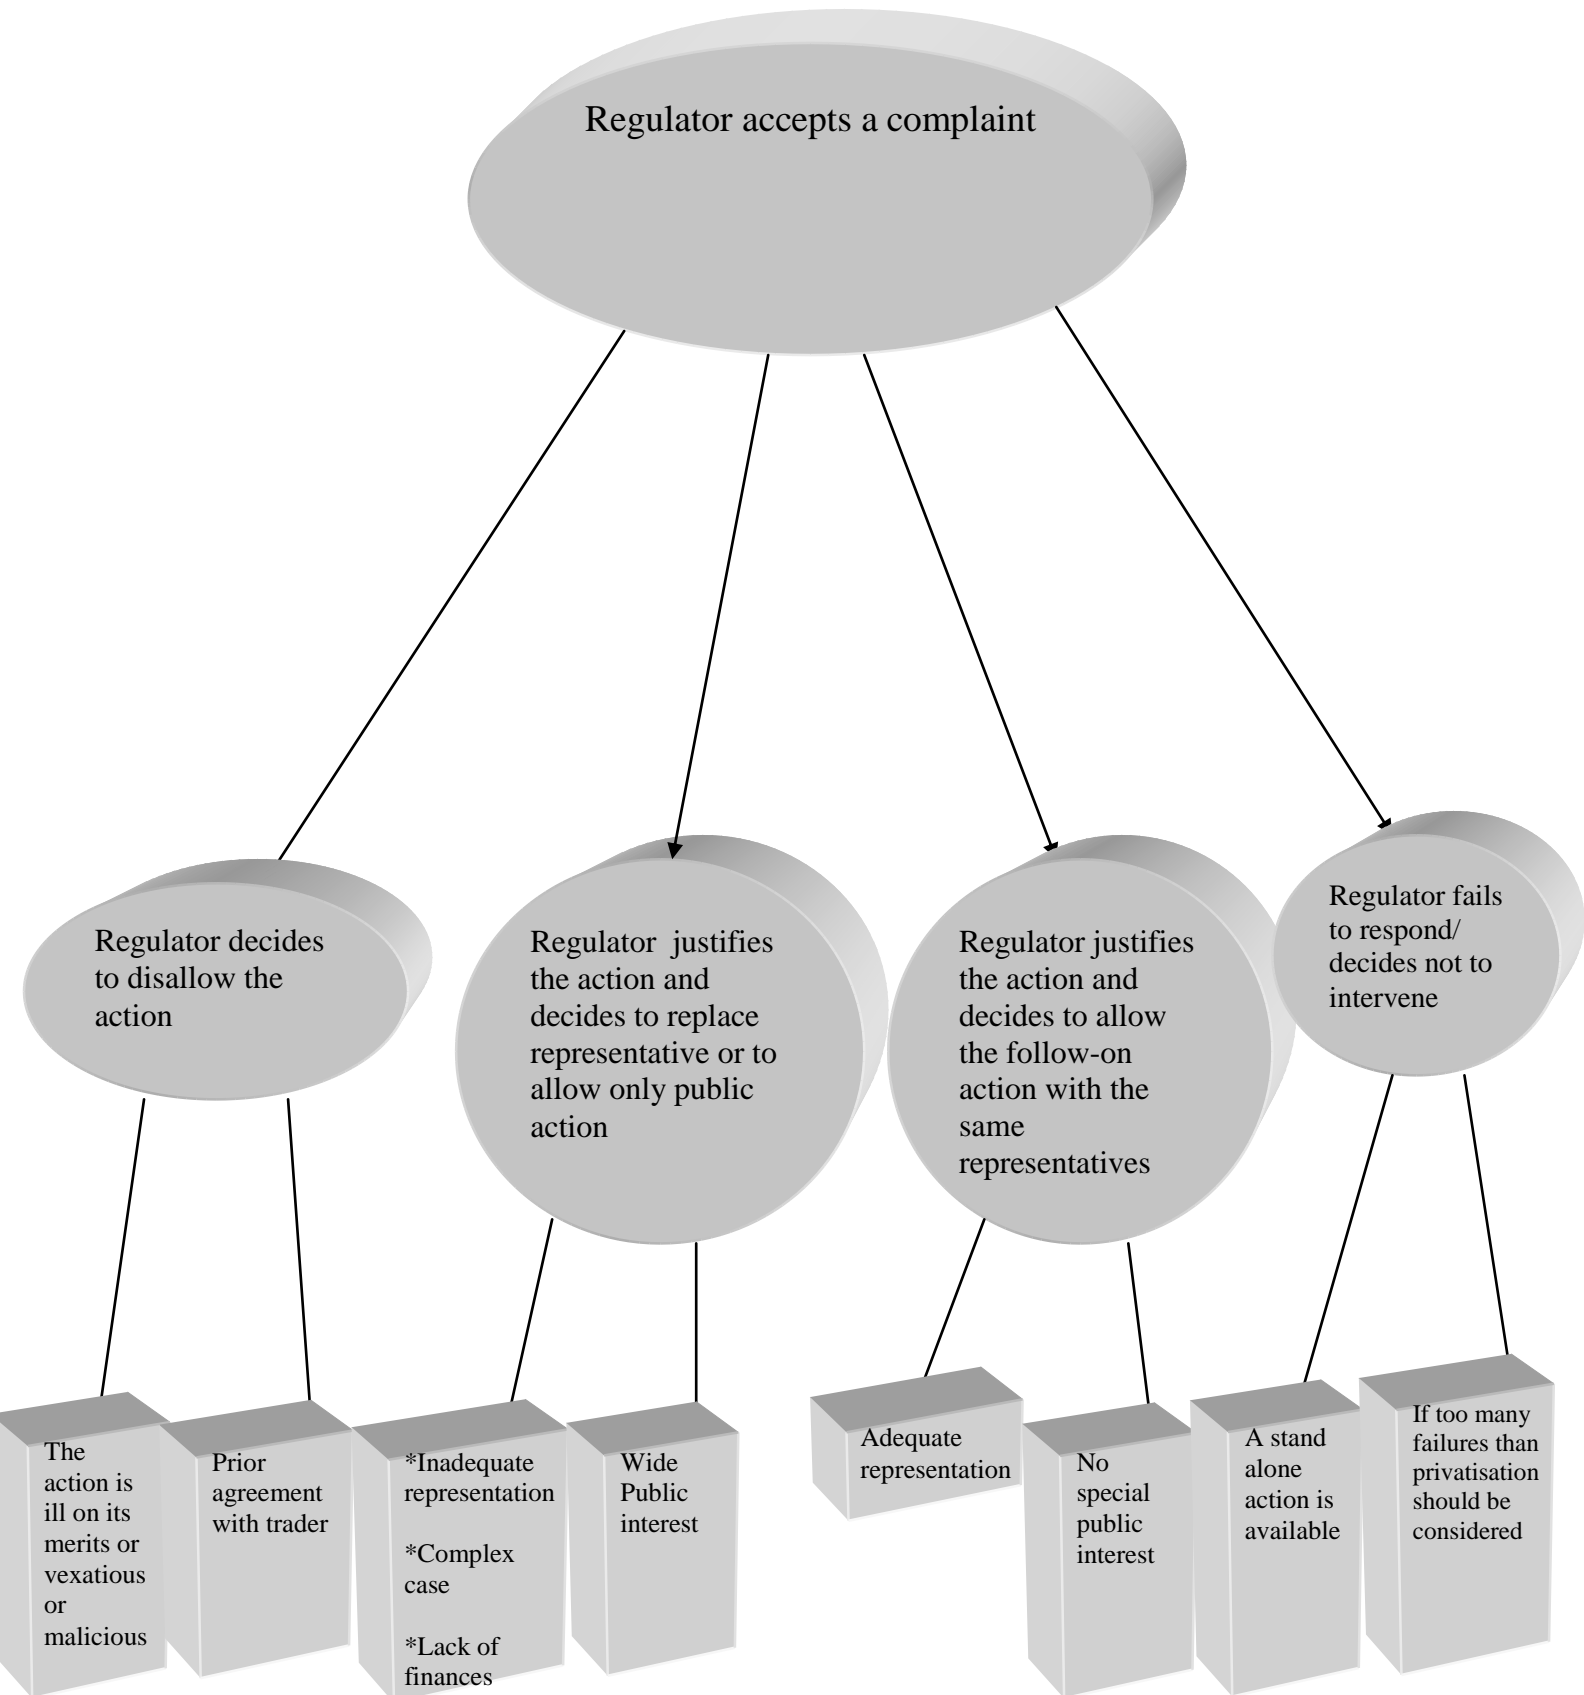 Regulator accepts a complaint
Regulator decides
to disallow the
action
Regulator justifies
the action and
decides to replace
representative or to
allow only public
action
Regulator justifies
the action and
decides to allow
the follow-on
action with the
same
representatives
Regulator fails
to respond/
decides not to
intervene
The
action is
ill on its
merits or
vexatious
or
malicious
Prior
agreement
with trader
*Inadequate
representation
*Complex
case
*Lack of
finances
Wide
Public
interest
Adequate
representation
No
special
public
interest
A stand
alone
action is
available
If too many
failures than
privatisation
should be
considered